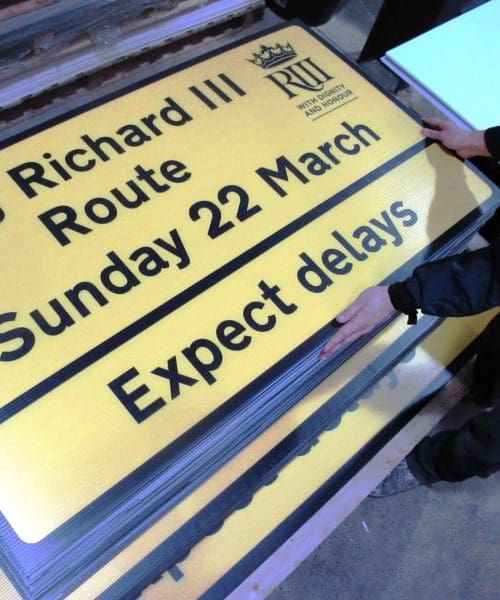 Richard III
Route
Sunday 22 March
Expect delays
RIII
WITH DIGNITY
AND HONOUR